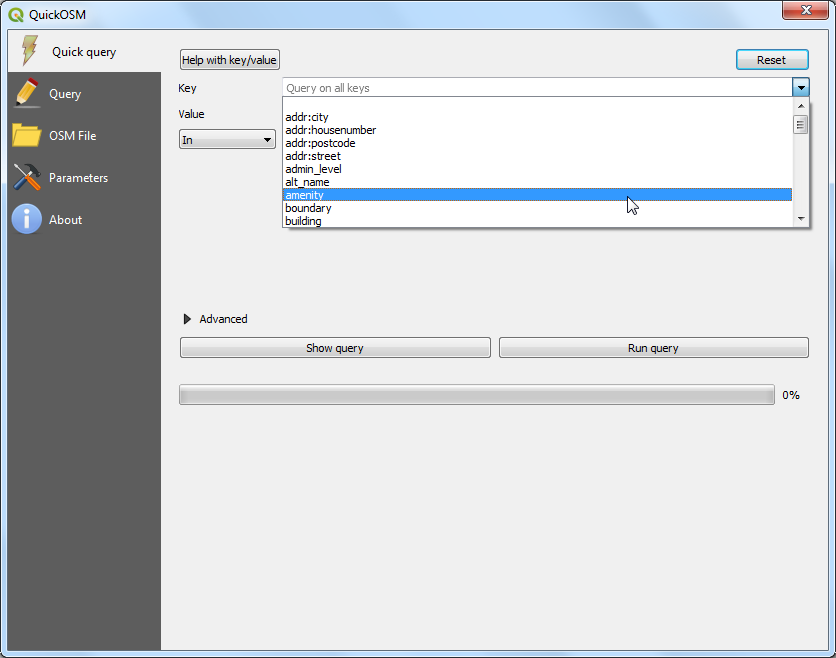 QuickOSM
Quick query
Query
OSM File
Parameters
About
Help with key/value
Reset
Key
Query on all keys
Value
In
addr:city
addr:housenumber
addr:postcode
addr:street
admin_level
alt_name
amenity
boundary
building
Advanced
Show query
Run query
0%